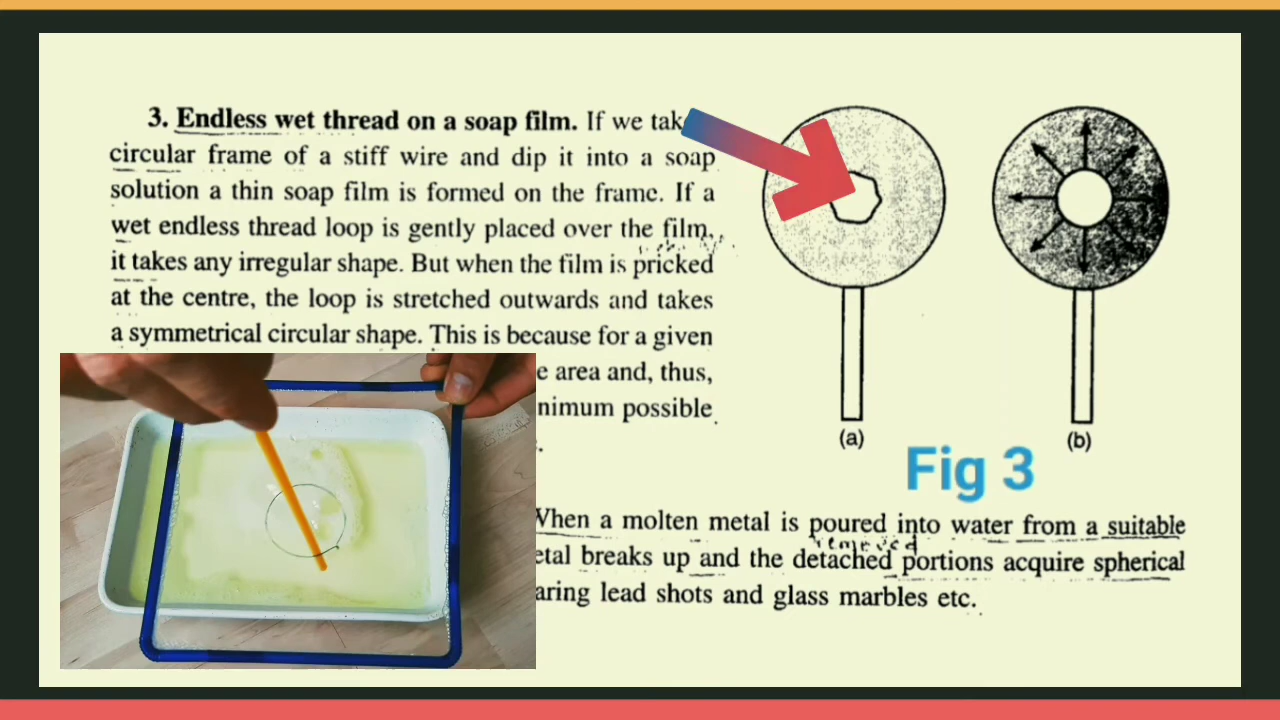 3. Endless wet thread on a soap film. If we tak
circular frame of a stiff wire and dip it into a soap
solution a thin soap film is formed on the frame. If a
wet endless thread loop is gently placed over the film,
it takes any irregular shape. But when the film is pricked
at the centre, the loop is stretched outwards and takes
a symmetrical circular shape. This is because for a given
e area and, thus,
nimum possible
(a)
(b)
Fig 3
When a molten metal is poured into water from a suitable
removed
etal breaks up and the detached portions acquire spherical
aring lead shots and glass marbles etc.